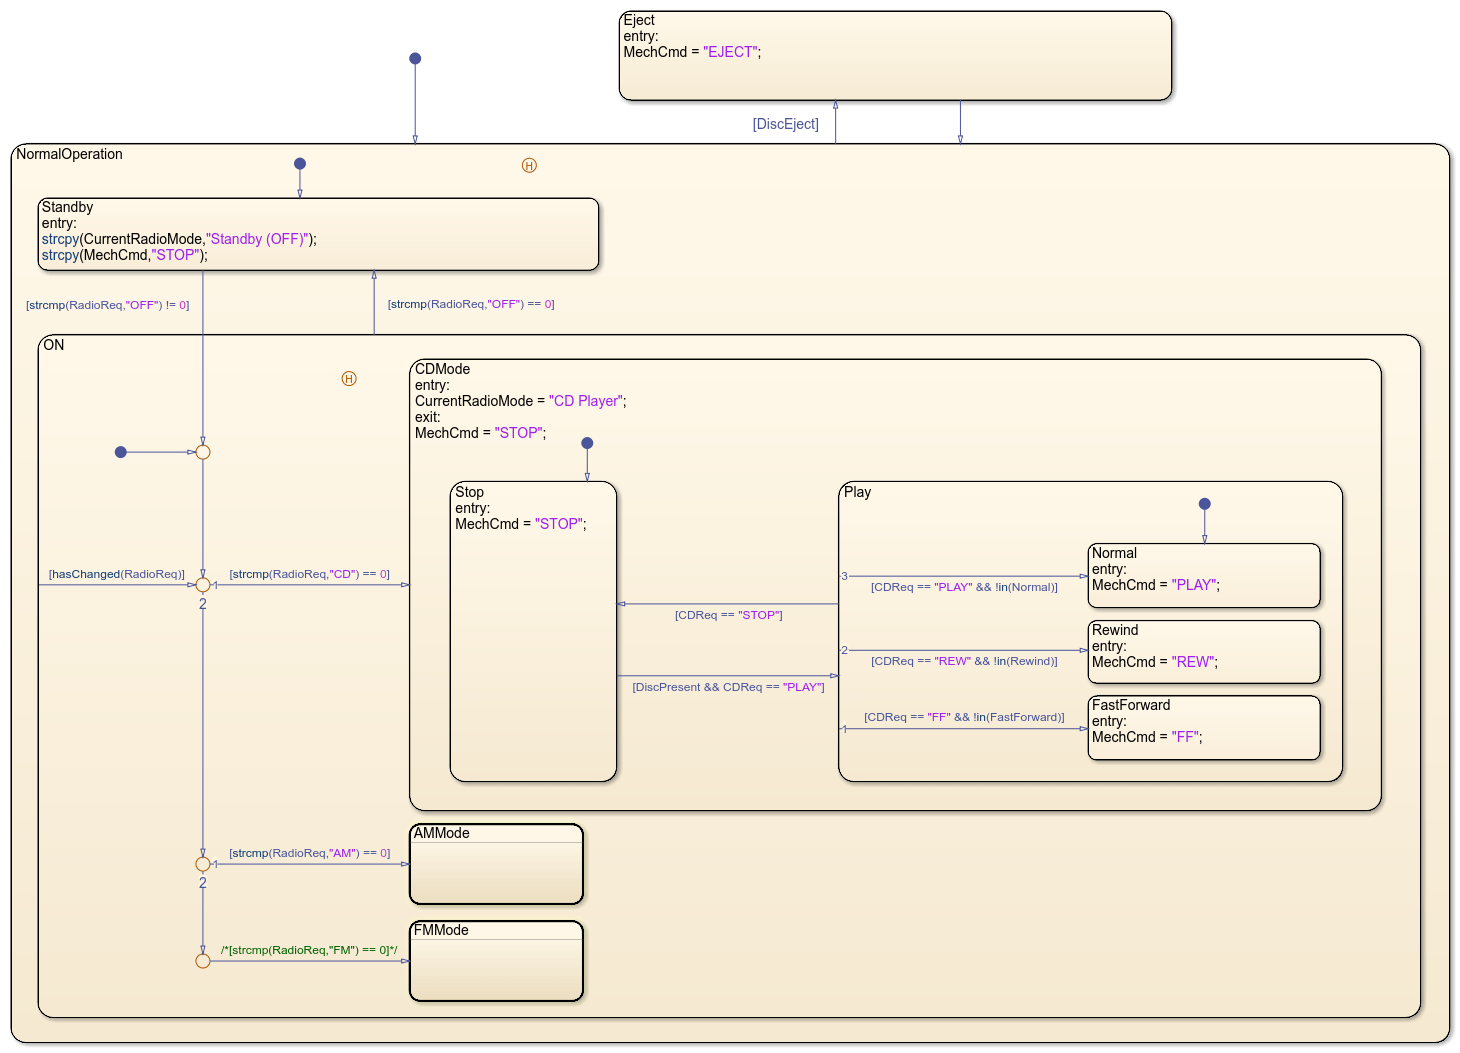 Eject
entry:
MechCmd = "EJECT";
[DiscEject]
NormalOperation
H
Standby
entry:
strcpy(CurrentRadioMode,"Standby (OFF)");
strcpy(MechCmd,"STOP");
[strcmp(RadioReq,"OFF") != 0]
[strcmp(RadioReq,"OFF") == 0]
ON
H
CDMode
entry:
CurrentRadioMode = "CD Player";
exit:
MechCmd = "STOP";
Stop
entry:
MechCmd = "STOP";
Play
Normal
entry:
MechCmd = "PLAY";
3
[CDReq == "PLAY" && !in(Normal)]
[hasChanged(RadioReq)]
1
[strcmp(RadioReq,"CD") == 0]
2
[CDReq == "STOP"]
Rewind
entry:
MechCmd = "REW";
2
[CDReq == "REW" && !in(Rewind)]
[DiscPresent && CDReq == "PLAY"]
FastForward
entry:
MechCmd = "FF";
1
[CDReq == "FF" && !in(FastForward)]
AMMode
1
[strcmp(RadioReq,"AM") == 0]
2
FMMode
/*[strcmp(RadioReq,"FM") == 0]*/